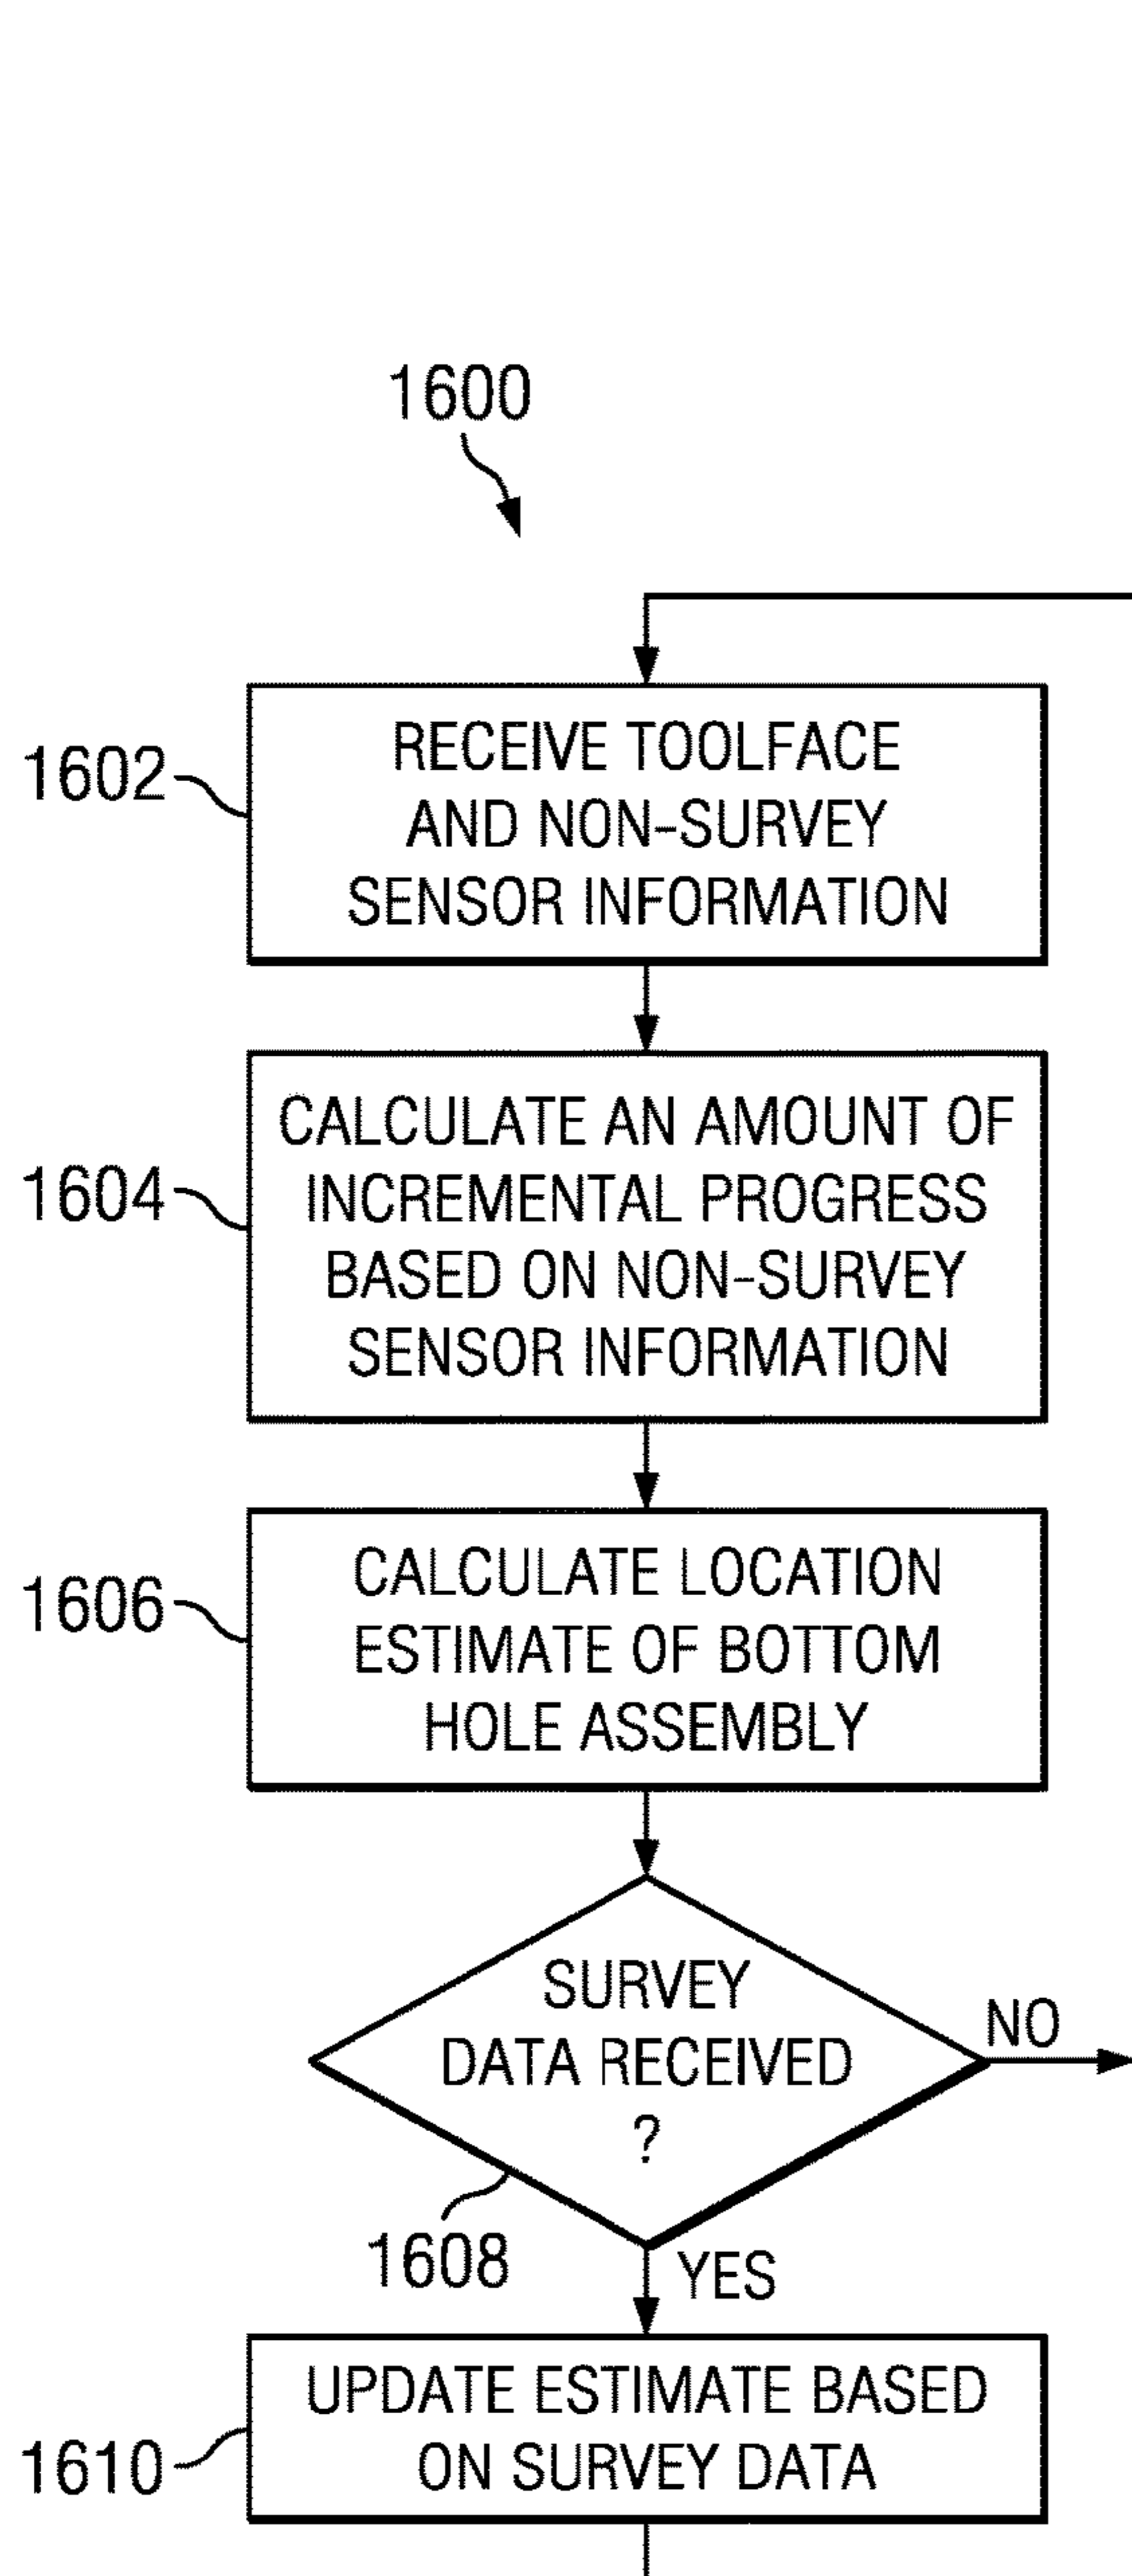 1600
1602
RECEIVE TOOLFACE
AND NON-SURVEY
SENSOR INFORMATION
1604
CALCULATE AN AMOUNT OF
INCREMENTAL PROGRESS
BASED ON NON-SURVEY
SENSOR INFORMATION
1606
CALCULATE LOCATION
ESTIMATE OF BOTTOM
HOLE ASSEMBLY
SURVEY
DATA RECEIVED
?
NO
1608
YES
1610
UPDATE ESTIMATE BASED
ON SURVEY DATA